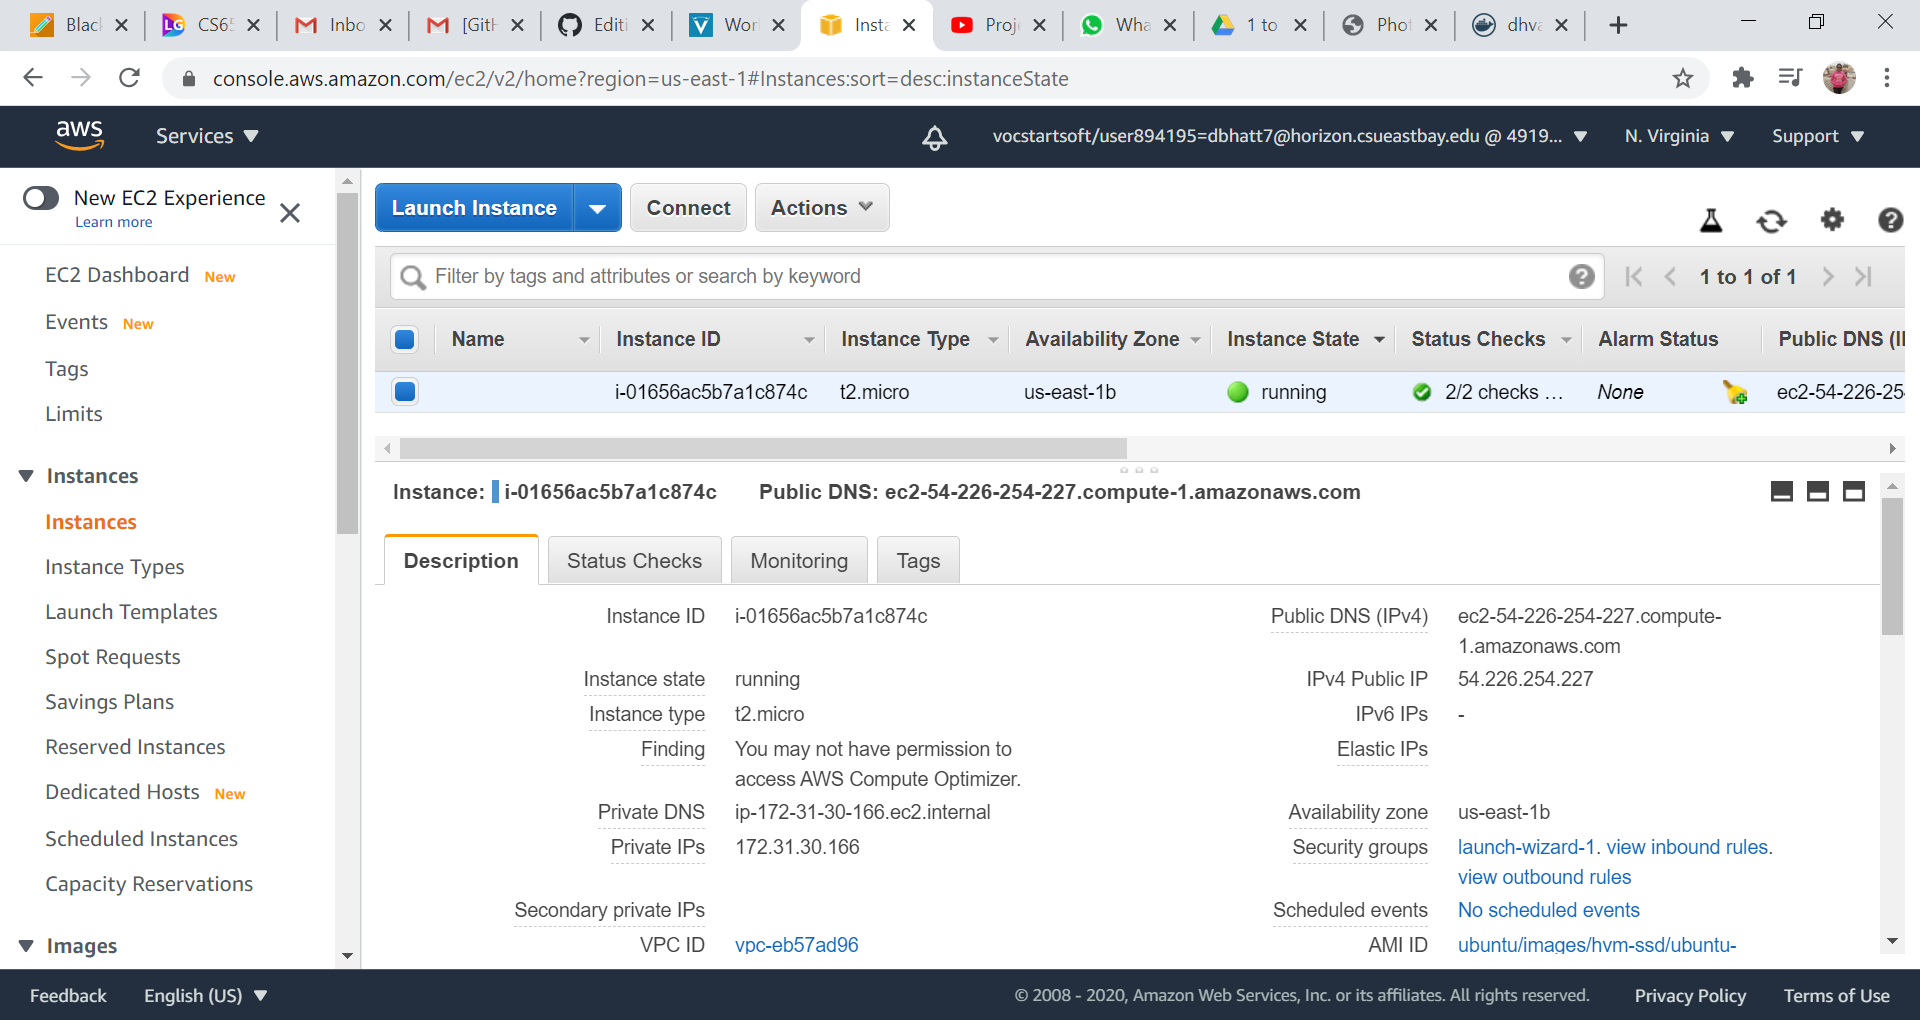 Blac
CS65
Inbo
[GitH
Editi
Wor
Insta
Proj
Wha
1 to
Phot
dhva
console.aws.amazon.com/ec2/v2/home?region=us-east-1#Instances:sort=desc:instanceState
aws
Services
vocstartsoft/user894195=dbhatt7@horizon.csueastbay.edu @ 4919...
N. Virginia
Support
New EC2 Experience
Learn more
EC2 Dashboard New
Events New
Tags
Limits
Instances
Instances
Instance Types
Launch Templates
Spot Requests
Savings Plans
Reserved Instances
Dedicated Hosts New
Scheduled Instances
Capacity Reservations
Images
Launch Instance
Connect
Actions
Filter by tags and attributes or search by keyword
1 to 1 of 1
Name Instance ID Instance Type Availability Zone Instance State Status Checks Alarm Status Public DNS (I
i-01656ac5b7a1c874c t2.micro us-east-1b running 2/2 checks ... None ec2-54-226-25
Instance: i-01656ac5b7a1c874c Public DNS: ec2-54-226-254-227.compute-1.amazonaws.com
Description Status Checks Monitoring Tags
Instance ID i-01656ac5b7a1c874c
Instance state running
Instance type t2.micro
Finding You may not have permission to
access AWS Compute Optimizer.
Private DNS ip-172-31-30-166.ec2.internal
Private IPs 172.31.30.166
Secondary private IPs
VPC ID vpc-eb57ad96
Public DNS (IPv4) ec2-54-226-254-227.compute-
1.amazonaws.com
IPv4 Public IP 54.226.254.227
IPv6 IPs -
Elastic IPs
Availability zone us-east-1b
Security groups launch-wizard-1. view inbound rules.
view outbound rules
Scheduled events No scheduled events
AMI ID ubuntu/images/hvm-ssd/ubuntu-
Feedback
English (US)
© 2008 - 2020, Amazon Web Services, Inc. or its affiliates. All rights reserved.
Privacy Policy
Terms of Use